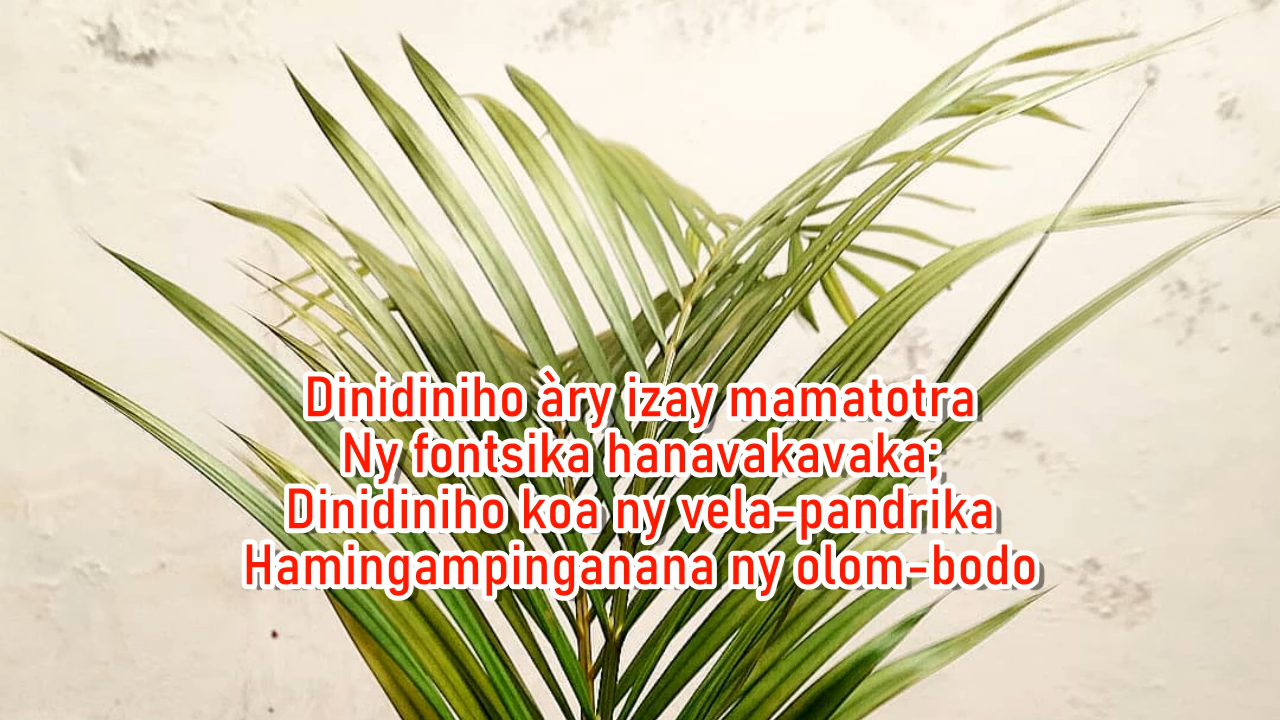 Dinidiniho àry izay mamatotra
Ny fontsika hanavakavaka;
Dinidiniho koa ny vela-pandrika
Hamingampinganana ny olom-bodo